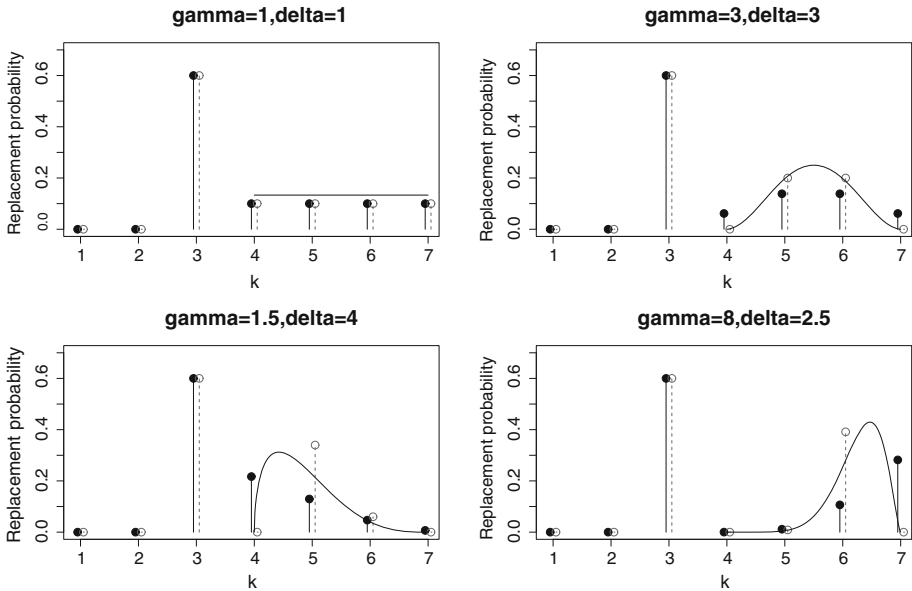 gamma=1,delta=1
Replacement probability
0.0 0.2 0.4 0.6
1 2 3 4 5 6 7
k
gamma=3,delta=3
Replacement probability
0.0 0.2 0.4 0.6
1 2 3 4 5 6 7
k
gamma=1.5,delta=4
Replacement probability
0.0 0.2 0.4 0.6
1 2 3 4 5 6 7
k
gamma=8,delta=2.5
Replacement probability
0.0 0.2 0.4 0.6
1 2 3 4 5 6 7
k